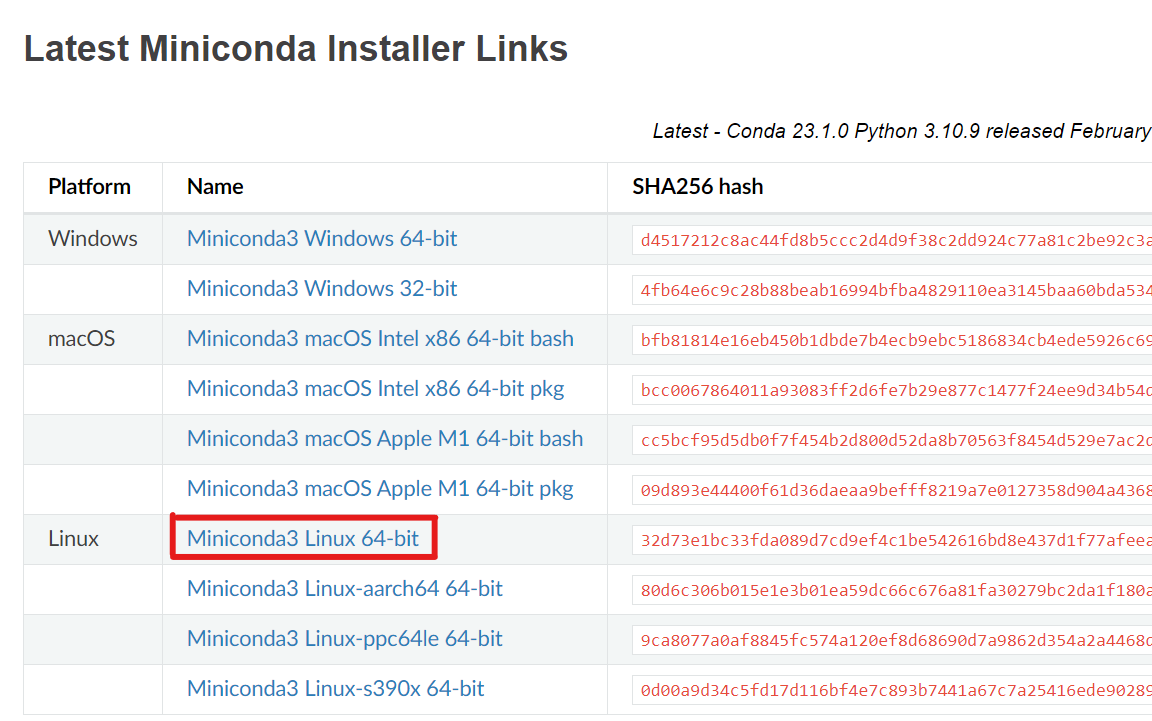 Latest Miniconda Installer Links
Latest - Conda 23.1.0 Python 3.10.9 released February
Platform Name SHA256 hash
Windows Miniconda3 Windows 64-bit d4517212c8ac44fd8b5ccc2d4d9f38c2dd924c77a81c2be92c3a
Miniconda3 Windows 32-bit 4fb64e6c9c28b88beab16994bfba4829110ea3145baa60bda534
macOS Miniconda3 macOS Intel x86 64-bit bash bfb81814e16eb450b1dbde7b4ecb9ebc5186834cb4ede5926c69
Miniconda3 macOS Intel x86 64-bit pkg bcc0067864011a93083ff2d6fe7b29e877c1477f24ee9d34b54d
Miniconda3 macOS Apple M1 64-bit bash cc5bcf95d5db0f7f454b2d800d52da8b70563f8454d529e7ac2d
Miniconda3 macOS Apple M1 64-bit pkg 09d893e44400f61d36daeaa9befff8219a7e0127358d904a4368
Linux Miniconda3 Linux 64-bit 32d73e1bc33fda089d7cd9ef4c1be542616bd8e437d1f77afeea
Miniconda3 Linux-aarch64 64-bit 80d6c306b015e1e3b01ea59dc66c676a81fa30279bc2da1f180a
Miniconda3 Linux-ppc64le 64-bit 9ca8077a0af8845fc574a120ef8d68690d7a9862d354a2a4468d
Miniconda3 Linux-s390x 64-bit 0d00a9d34c5fd17d116bf4e7c893b7441a67c7a25416ede90289